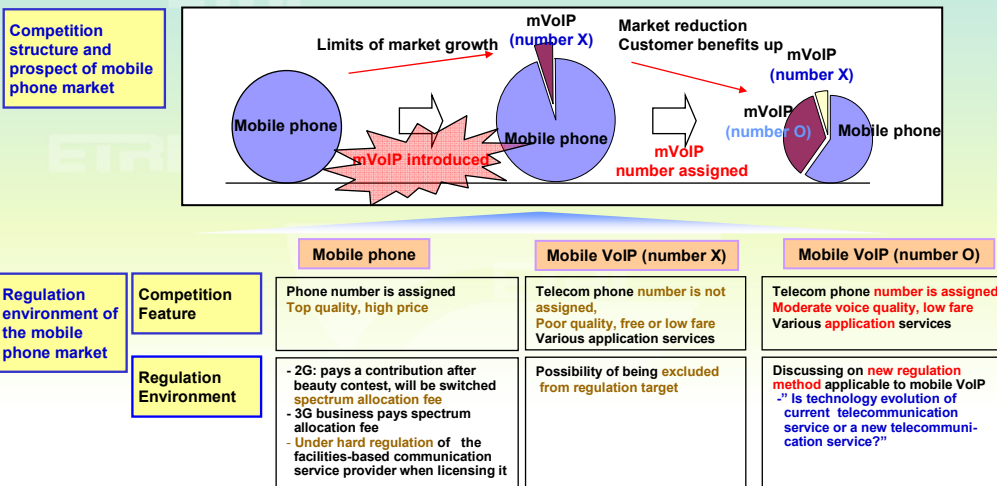 Competition
structure and
prospect of mobile
phone market
Limits of market growth
mVoIP
(number X)
Market reduction
Customer benefits up
mVoIP
(number X)
mVoIP
(number O)
Mobile phone
Mobile phone
Mobile phone
mVoIP introduced
mVoIP
number assigned
Mobile phone
Mobile VoIP (number X)
Mobile VoIP (number O)
Regulation
environment of
the mobile
phone market
Competition
Feature
Phone number is assigned
Top quality, high price
Telecom phone number is not
assigned,
Poor quality, free or low fare
Various application services
Telecom phone number is assigned
Moderate voice quality, low fare
Various application services
Regulation
Environment
- 2G: pays a contribution after
beauty contest, will be switched
spectrum allocation fee
- 3G business pays spectrum
allocation fee
- Under hard regulation of the
facilities-based communication
service provider when licensing it
Possibility of being excluded
from regulation target
Discussing on new regulation
method applicable to mobile VoIP
-” Is technology evolution of
current telecommunication
service or a new telecommuni-
cation service?”